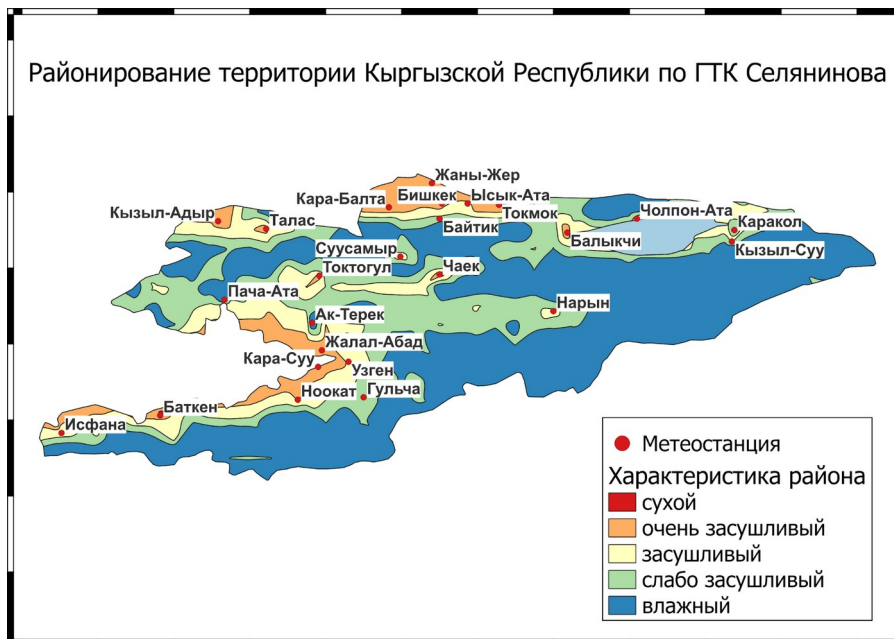 Районирование территории Кыргызской Республики по ГТК Селянинова
Жаны-Жер
Кара-Балта
Бишкек
Ысык-Ата
Кызыл-Адыр
Талас
Токмок
Чолпон-Ата
Байтик
Каракол
Суусамыр
Балыкчи
Кызыл-Суу
Токтогул
Чаек
Пача-Ата
Нарын
Ак-Терек
Жалал-Абад
Кара-Суу
Узген
Ноокат
Гульча
Баткен
Исфана
Метеостанция
Характеристика района
сухой
очень засушливый
засушливый
слабо засушливый
влажный